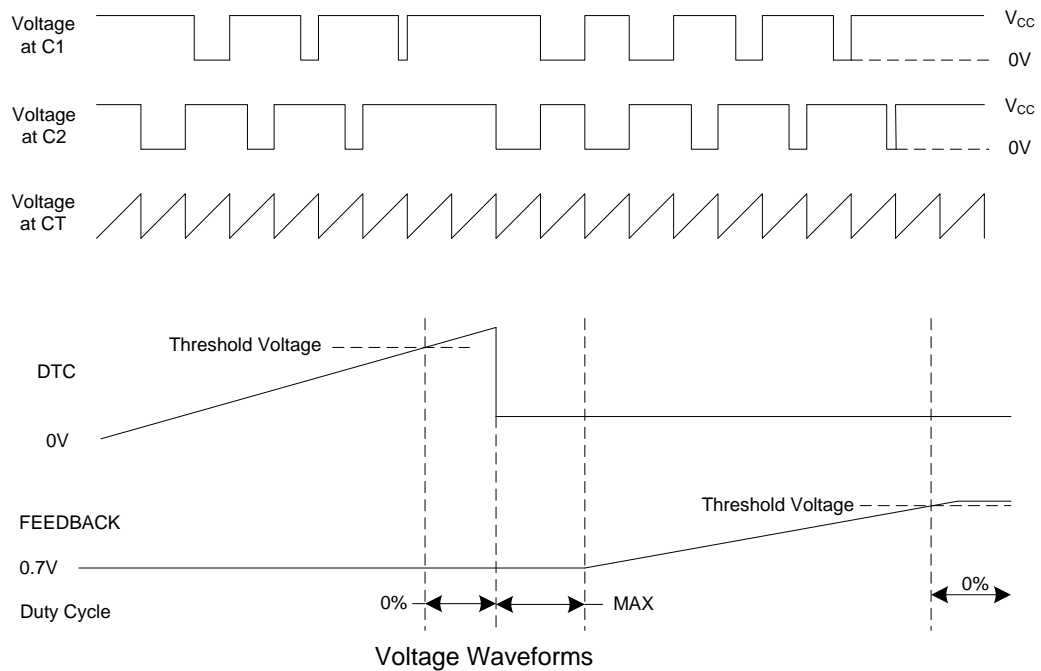 Voltage
at C1
VCC
0V
Voltage
at C2
VCC
0V
Voltage
at CT
Threshold Voltage
DTC
0V
Threshold Voltage
FEEDBACK
0.7V
Duty Cycle
0%
MAX
0%
Voltage Waveforms